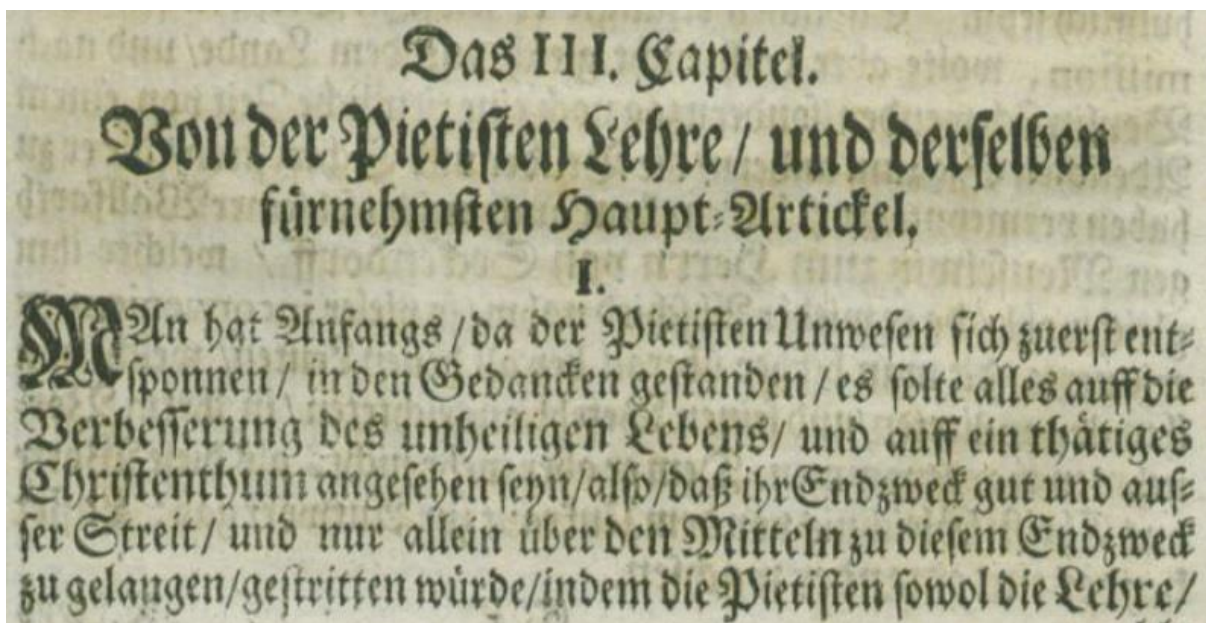 Das III. Capitel.
Von der Pietisten Lehre / und derselben
fürnehmsten Haupt-Artickel.
I.
MAn hat Anfangs / da der Pietisten Unwesen sich zuerst ent-
sponnen / in den Gedancken gestanden / es solte alles auff die
Verbesserung des unheiligen Lebens / und auff ein thätiges
Christenthum angesehen seyn / also / daß ihr Endzweck gut und aus-
ser Streit / und nur allein über den Mitteln zu diesem Endzweck
zu gelangen / gestritten würde / indem die Pietisten sowol die Lehre /